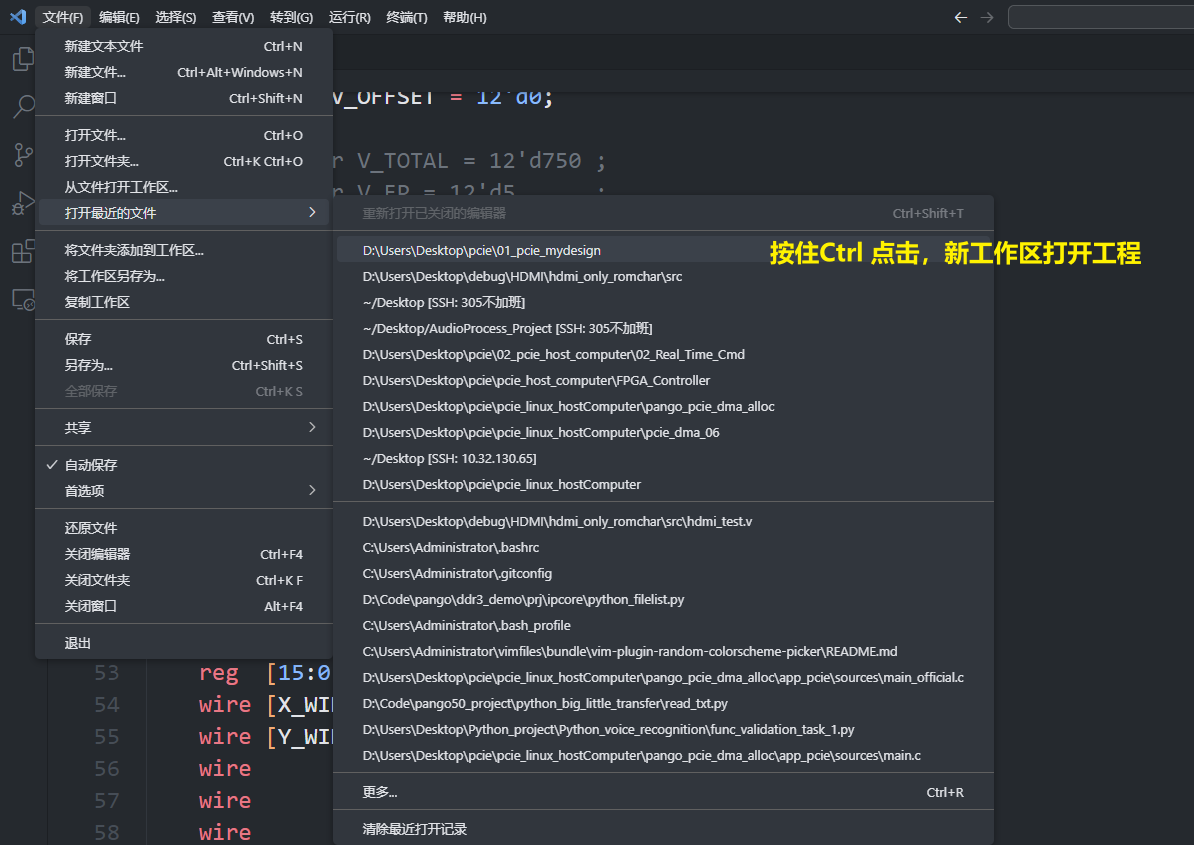 文件(F) 编辑(E) 选择(S) 查看(V) 转到(G) 运行(R) 终端(T) 帮助(H)
新建文本文件 Ctrl+N
新建文件... Ctrl+Alt+Windows+N
新建窗口 Ctrl+Shift+N
打开文件... Ctrl+O
打开文件夹... Ctrl+K Ctrl+O
从文件打开工作区...
打开最近的文件
将文件夹添加到工作区...
将工作区另存为...
复制工作区
保存 Ctrl+S
另存为... Ctrl+Shift+S
全部保存 Ctrl+K S
共享
自动保存
首选项
还原文件
关闭编辑器 Ctrl+F4
关闭文件夹 Ctrl+K F
关闭窗口 Alt+F4
退出
V_OFFSET = 12'd0;
r V_TOTAL = 12'd750 ;
r V_FP = 12'd5 ;
重新打开已关闭的编辑器 Ctrl+Shift+T
D:\Users\Desktop\pcie\01_pcie_mydesign
按住Ctrl 点击，新工作区打开工程
D:\Users\Desktop\debug\HDMI\hdmi_only_romchar\src
~/Desktop [SSH: 305不加班]
~/Desktop/AudioProcess_Project [SSH: 305不加班]
D:\Users\Desktop\pcie\02_pcie_host_computer\02_Real_Time_Cmd
D:\Users\Desktop\pcie\pcie_host_computer\FPGA_Controller
D:\Users\Desktop\pcie\pcie_linux_hostComputer\pango_pcie_dma_alloc
D:\Users\Desktop\pcie\pcie_linux_hostComputer\pcie_dma_06
~/Desktop [SSH: 10.32.130.65]
D:\Users\Desktop\pcie\pcie_linux_hostComputer
D:\Users\Desktop\debug\HDMI\hdmi_only_romchar\src\hdmi_test.v
C:\Users\Administrator\.bashrc
C:\Users\Administrator\.gitconfig
D:\Code\pango\ddr3_demo\prj\ipcore\python_filelist.py
C:\Users\Administrator\.bash_profile
C:\Users\Administrator\vimfiles\bundle\vim-plugin-random-colorscheme-picker\README.md
D:\Users\Desktop\pcie\pcie_linux_hostComputer\pango_pcie_dma_alloc\app_pcie\sources\main_official.c
D:\Code\pango50_project\python_big_little_transfer\read_txt.py
D:\Users\Desktop\Python_project\Python_voice_recognition\func_validation_task_1.py
D:\Users\Desktop\pcie\pcie_linux_hostComputer\pango_pcie_dma_alloc\app_pcie\sources\main.c
更多... Ctrl+R
清除最近打开记录
53 reg [15:0
54 wire [X_WI
55 wire [Y_WI
56 wire
57 wire
58 wire